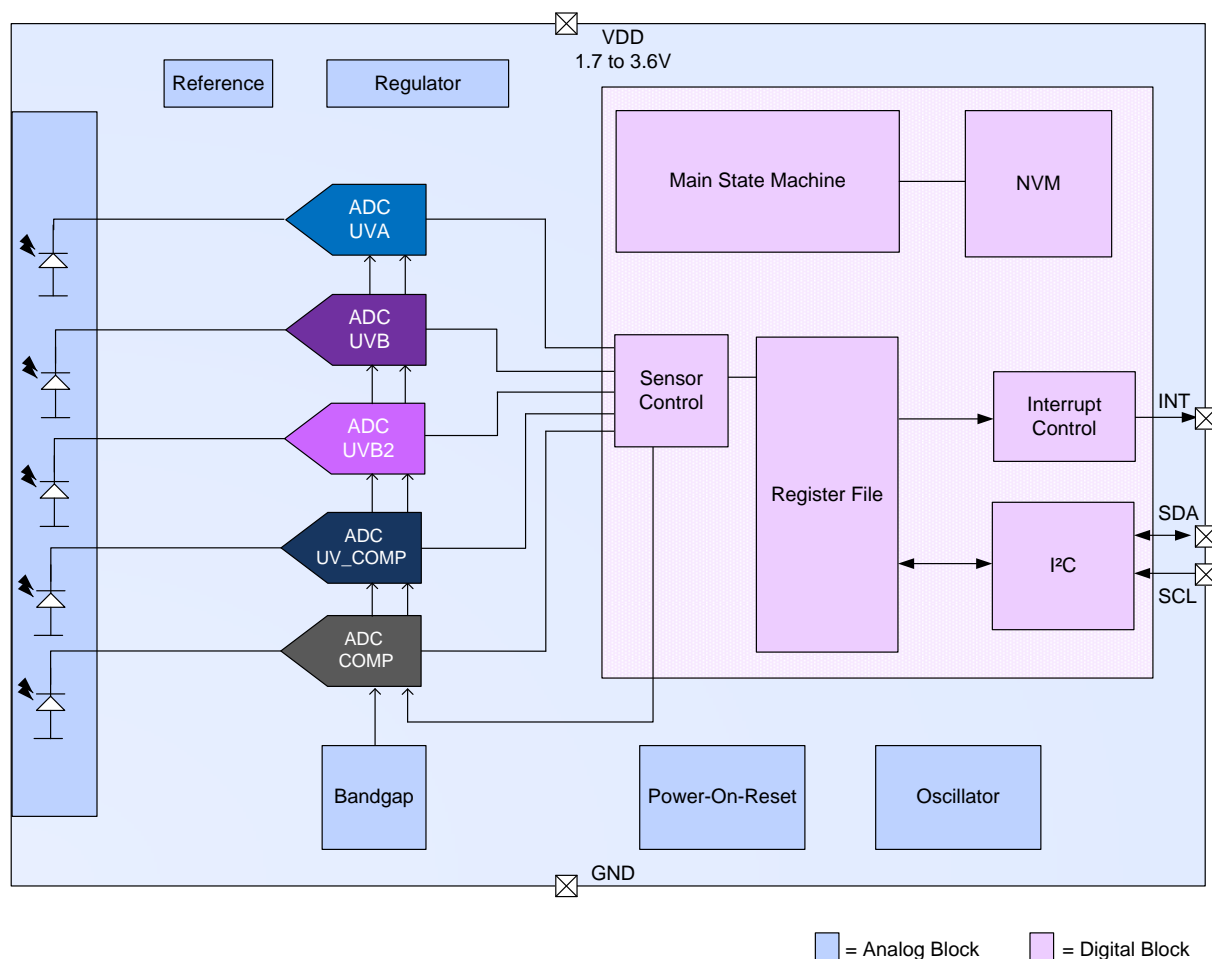 VDD
1.7 to 3.6V
Reference
Regulator
Main State Machine
NVM
ADC
UVA
ADC
UVB
ADC
UVB2
ADC
UV_COMP
ADC
COMP
Sensor
Control
Register File
Interrupt
Control
INT
I²C
SDA
SCL
Bandgap
Power-On-Reset
Oscillator
GND
= Analog Block
= Digital Block